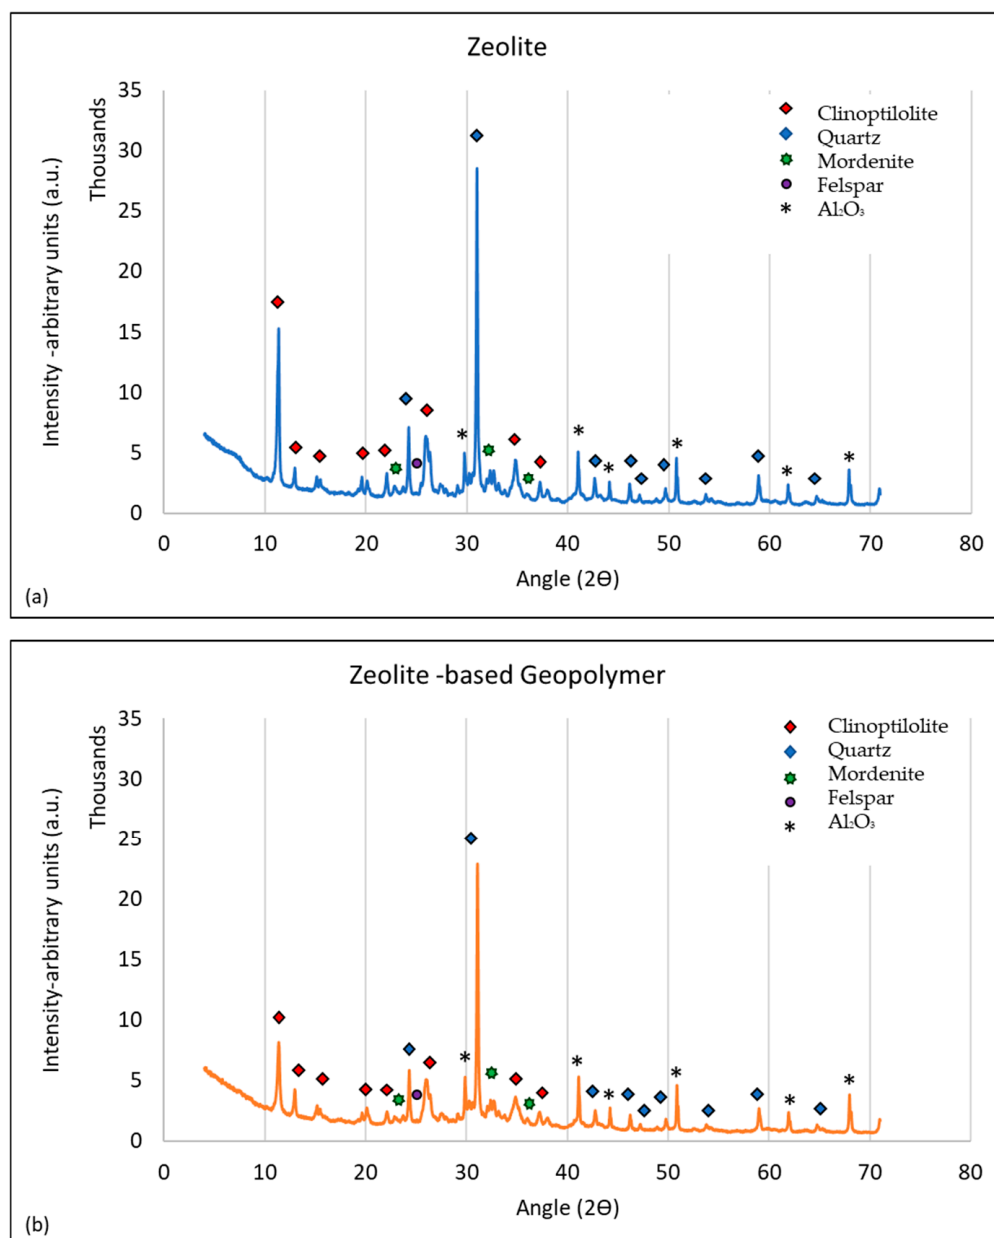 Zeolite
35
30
25
20
15
10
5
0
Thousands
Intensity -arbitrary units (a.u.)
Clinoptilolite
Quartz
Mordenite
Felspar
* Al₂O₃
* * * * * *
0 10 20 30 40 50 60 70 80
Angle (2ϴ)
(a)
Zeolite -based Geopolymer
35
30
25
20
15
10
5
0
Thousands
Intensity-arbitrary units (a.u.)
Clinoptilolite
Quartz
Mordenite
Felspar
* Al₂O₃
* * * * * *
0 10 20 30 40 50 60 70 80
Angle (2ϴ)
(b)